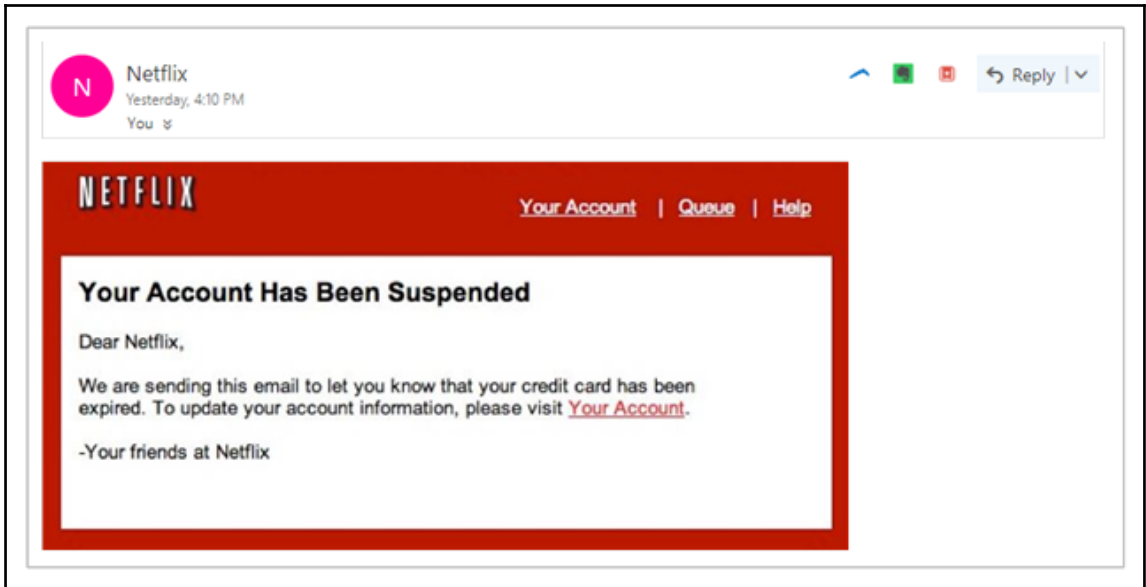 N
Netflix
Yesterday, 4:10 PM
You
Reply
NETFLIX
Your Account | Queue | Help
Your Account Has Been Suspended
Dear Netflix,
We are sending this email to let you know that your credit card has been
expired. To update your account information, please visit Your Account.
-Your friends at Netflix